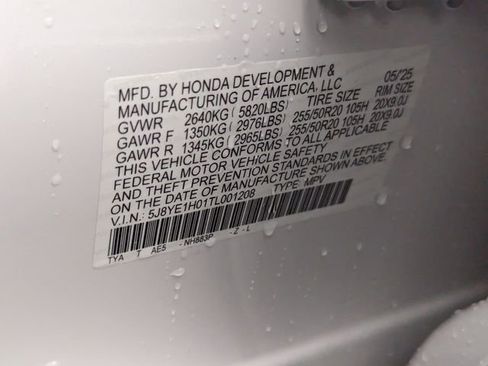 MFD. BY HONDA DEVELOPMENT & 05/25
MANUFACTURING OF AMERICA, LLC
GVWR 2640KG ( 5820LBS) TIRE SIZE RIM SIZE
GAWR F 1350KG ( 2976LBS) 255/50R20 105H 20X9.0J
GAWR R 1345KG ( 2965LBS) 255/50R20 105H 20X9.0J
THIS VEHICLE CONFORMS TO ALL APPLICABLE
FEDERAL MOTOR VEHICLE SAFETY
AND THEFT PREVENTION STANDARDS IN EFFECT
ON THE DATE OF MANUFACTURE SHOWN ABOVE.
V.I.N.: 5J8YE1H01TL001208 TYPE: MPV
TYA T AE5 - NH883P - Z - L